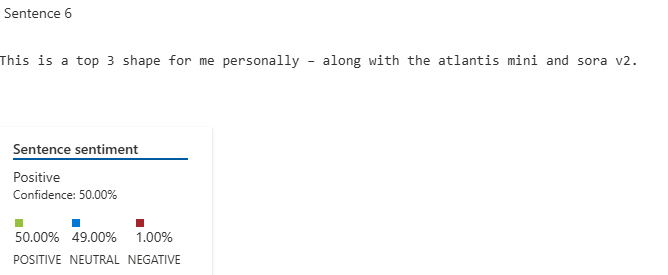 Sentence 6
This is a top 3 shape for me personally – along with the atlantis mini and sora v2.
Sentence sentiment
Positive
Confidence: 50.00%
50.00% 49.00% 1.00%
POSITIVE NEUTRAL NEGATIVE